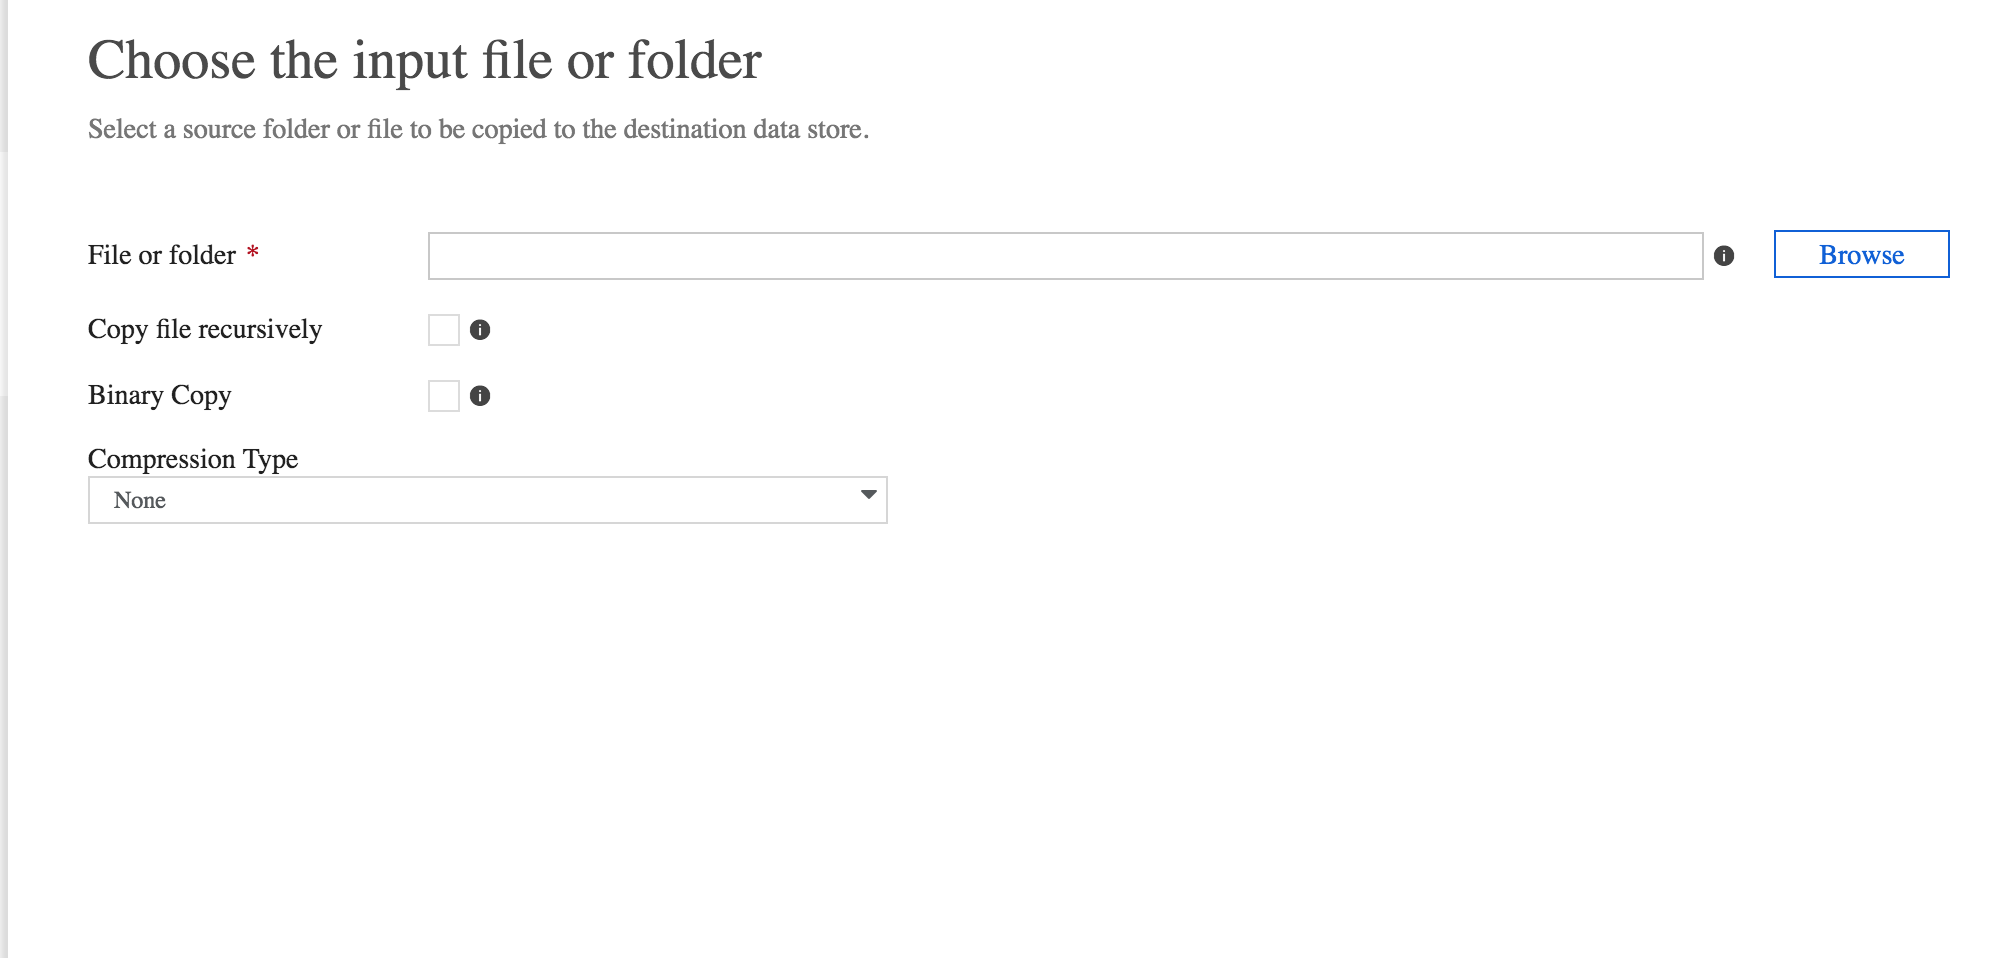 Choose the input file or folder
Select a source folder or file to be copied to the destination data store.
File or folder *
Browse
Copy file recursively
Binary Copy
Compression Type
None